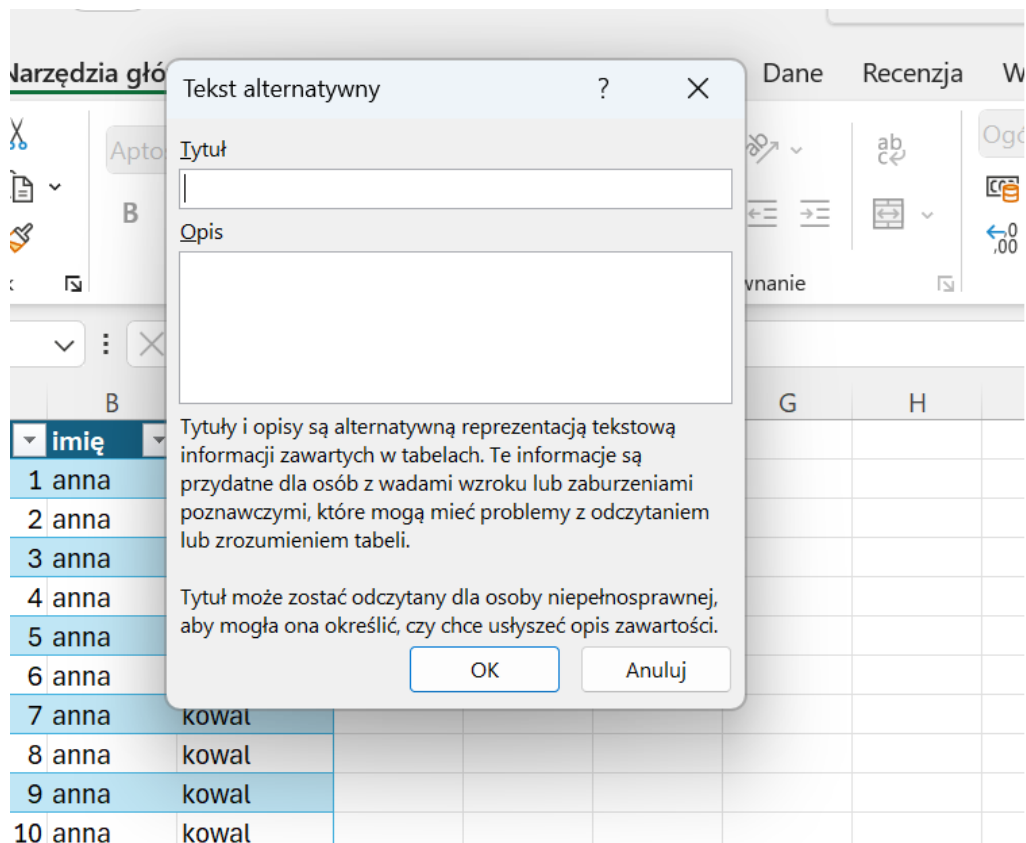 Narzędzia głó
Dane
Recenzja
W
Tekst alternatywny
?
Tytuł
Opis
Apto
B
ab
ab
c
Ogó
,00
wnanie
B
G
H
imię
Tytuły i opisy są alternatywną reprezentacją tekstową
informacji zawartych w tabelach. Te informacje są
przydatne dla osób z wadami wzroku lub zaburzeniami
poznawczymi, które mogą mieć problemy z odczytaniem
lub zrozumieniem tabeli.
Tytuł może zostać odczytany dla osoby niepełnosprawnej,
aby mogła ona określić, czy chce usłyszeć opis zawartości.
OK
Anuluj
1 anna
2 anna
3 anna
4 anna
5 anna
6 anna
7 anna kowal
8 anna kowal
9 anna kowal
10 anna kowal